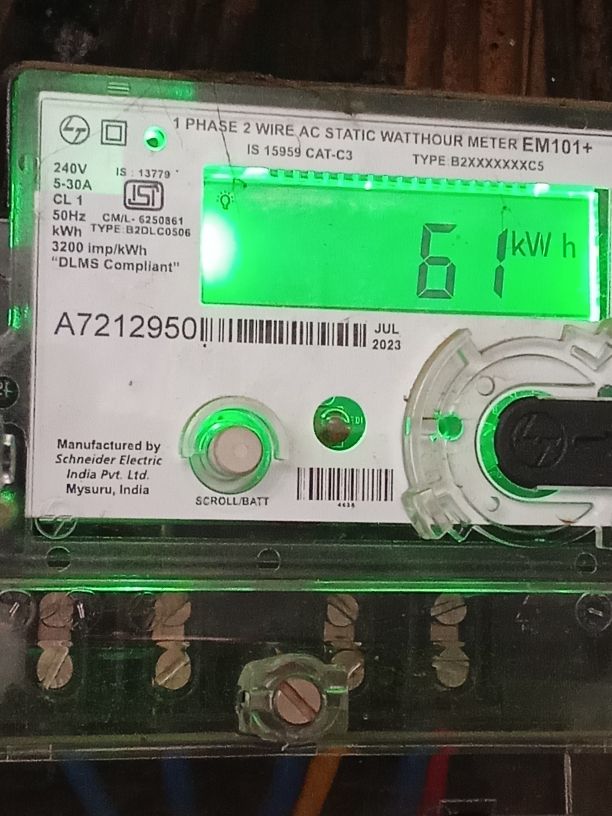 1 PHASE 2 WIRE AC STATIC WATTHOUR METER EM101+
IS 15959 CAT-C3 TYPE:B2XXXXXXXC5
240V IS : 13779
5-30A
CL 1
50Hz CM/L- 6250861
kWh TYPE:B2DLC0506
3200 imp/kWh
"DLMS Compliant"
61 kWh
A7212950 JUL
2023
Manufactured by
Schneider Electric
India Pvt. Ltd.
Mysuru, India
SCROLL/BATT